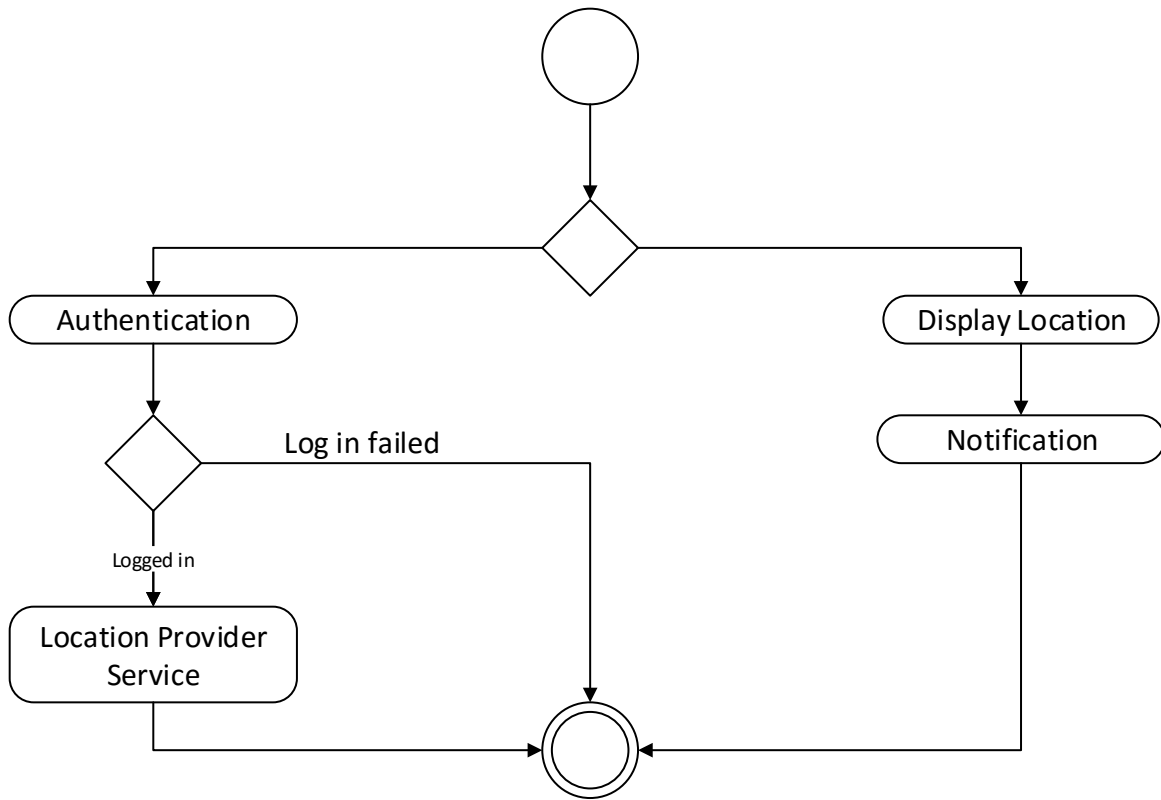 Authentication
Display Location
Log in failed
Notification
Logged in
Location Provider
Service